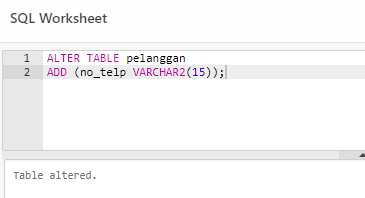 SQL Worksheet
1 ALTER TABLE pelanggan
2 ADD (no_telp VARCHAR2(15));
Table altered.